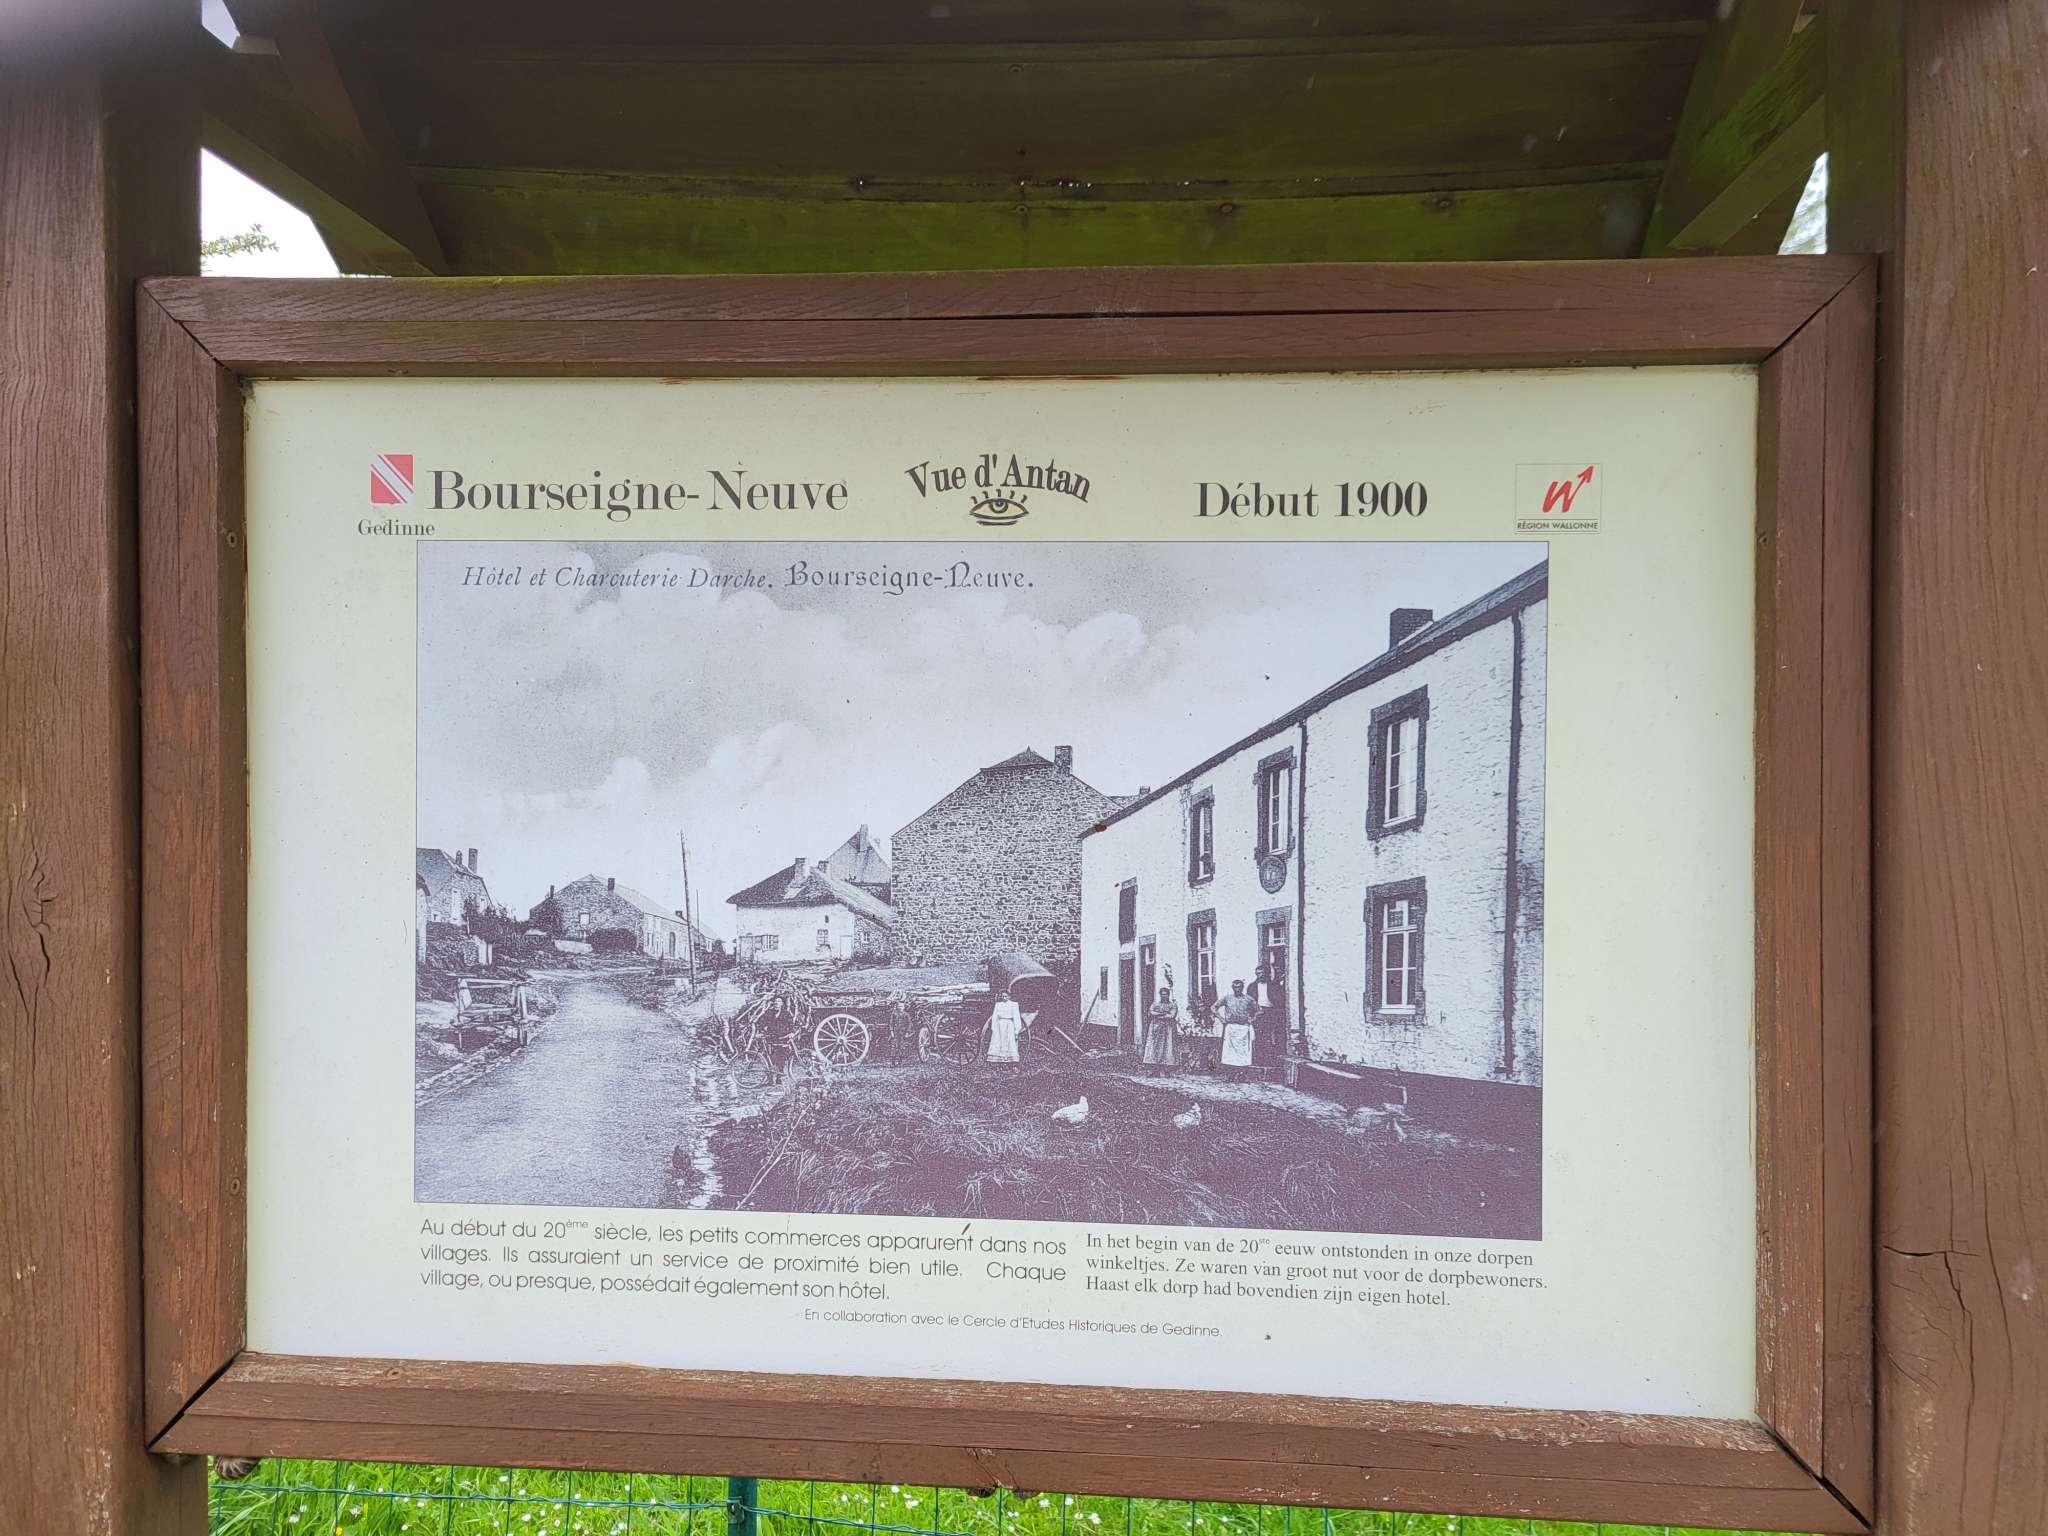 Bourseigne-Neuve
Gedinne
Vue d'Antan
Début 1900
RÉGION WALLONNE
Hôtel et Charcuterie Darche. Bourseigne-Neuve.
Au début du 20ème siècle, les petits commerces apparurent dans nos
villages. Ils assuraient un service de proximité bien utile. Chaque
village, ou presque, possédait également son hôtel.
In het begin van de 20ste eeuw ontstonden in onze dorpen
winkeltjes. Ze waren van groot nut voor de dorpbewoners.
Haast elk dorp had bovendien zijn eigen hotel.
En collaboration avec le Cercle d'Etudes Historiques de Gedinne.